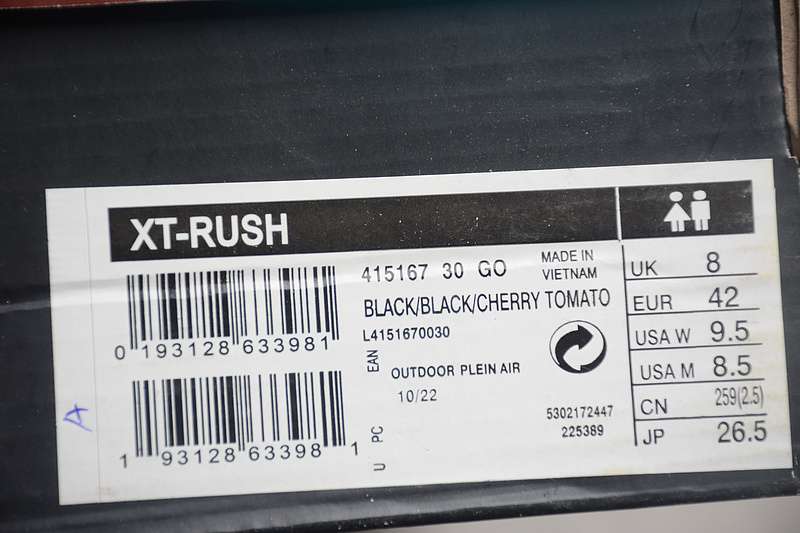 XT-RUSH
415167 30 GO
MADE IN
VIETNAM
BLACK/BLACK/CHERRY TOMATO
L4151670030
EAN
OUTDOOR PLEIN AIR
10/22
5302172447
225389
0 193128 633981
UPC
1 93128 63398 1
UK 8
EUR 42
USA W 9.5
USA M 8.5
CN 259(2.5)
JP 26.5
A